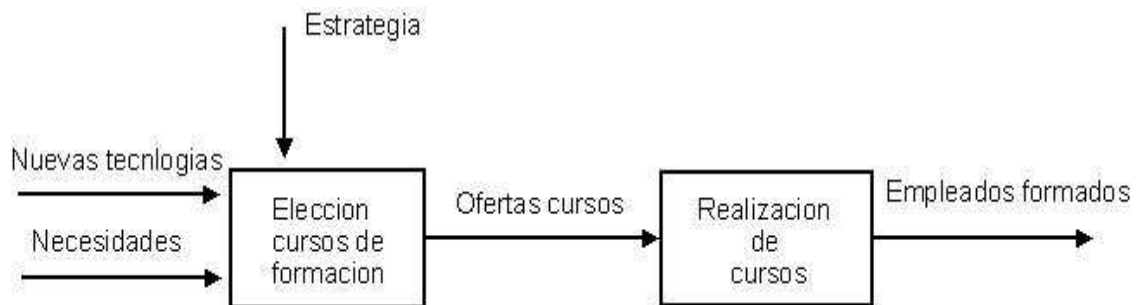 Estrategia
Nuevas tecnlogias
Necesidades
Eleccion
cursos de
formacion
Ofertas cursos
Realizacion
de
cursos
Empleados formados